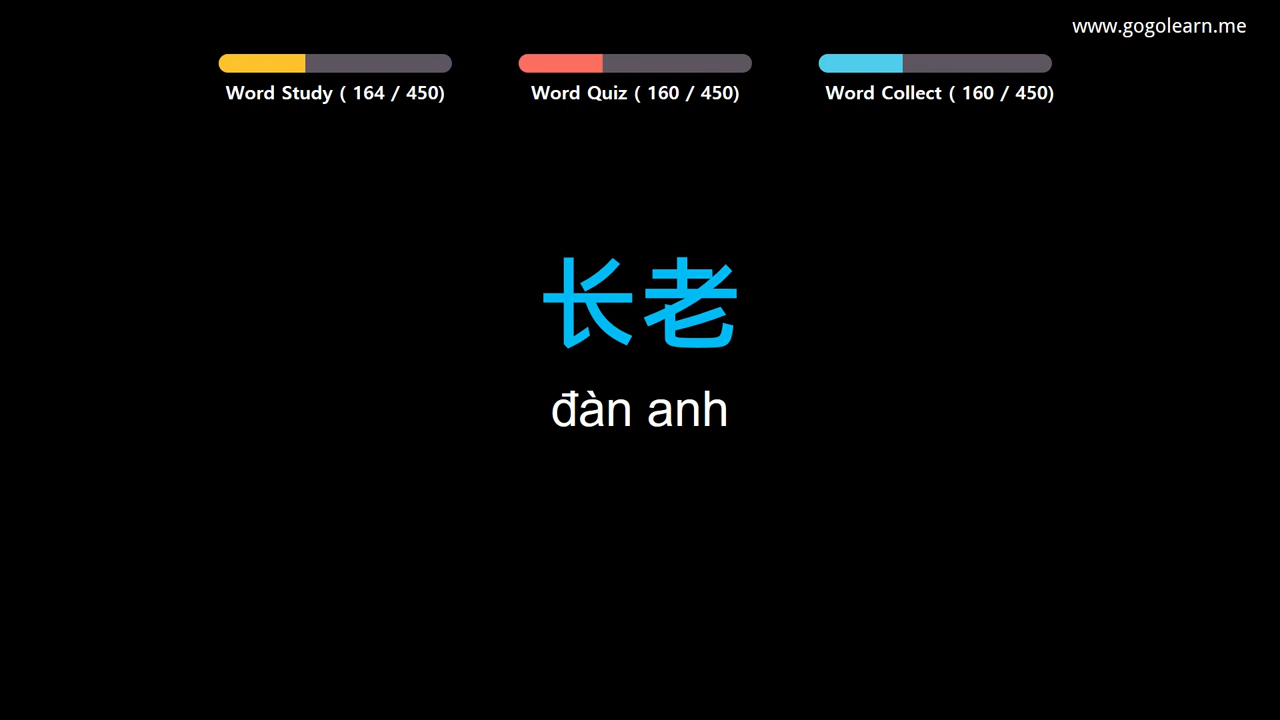 www.gogolearn.me
Word Study ( 164 / 450)
Word Quiz ( 160 / 450)
Word Collect ( 160 / 450)
长老
đàn anh